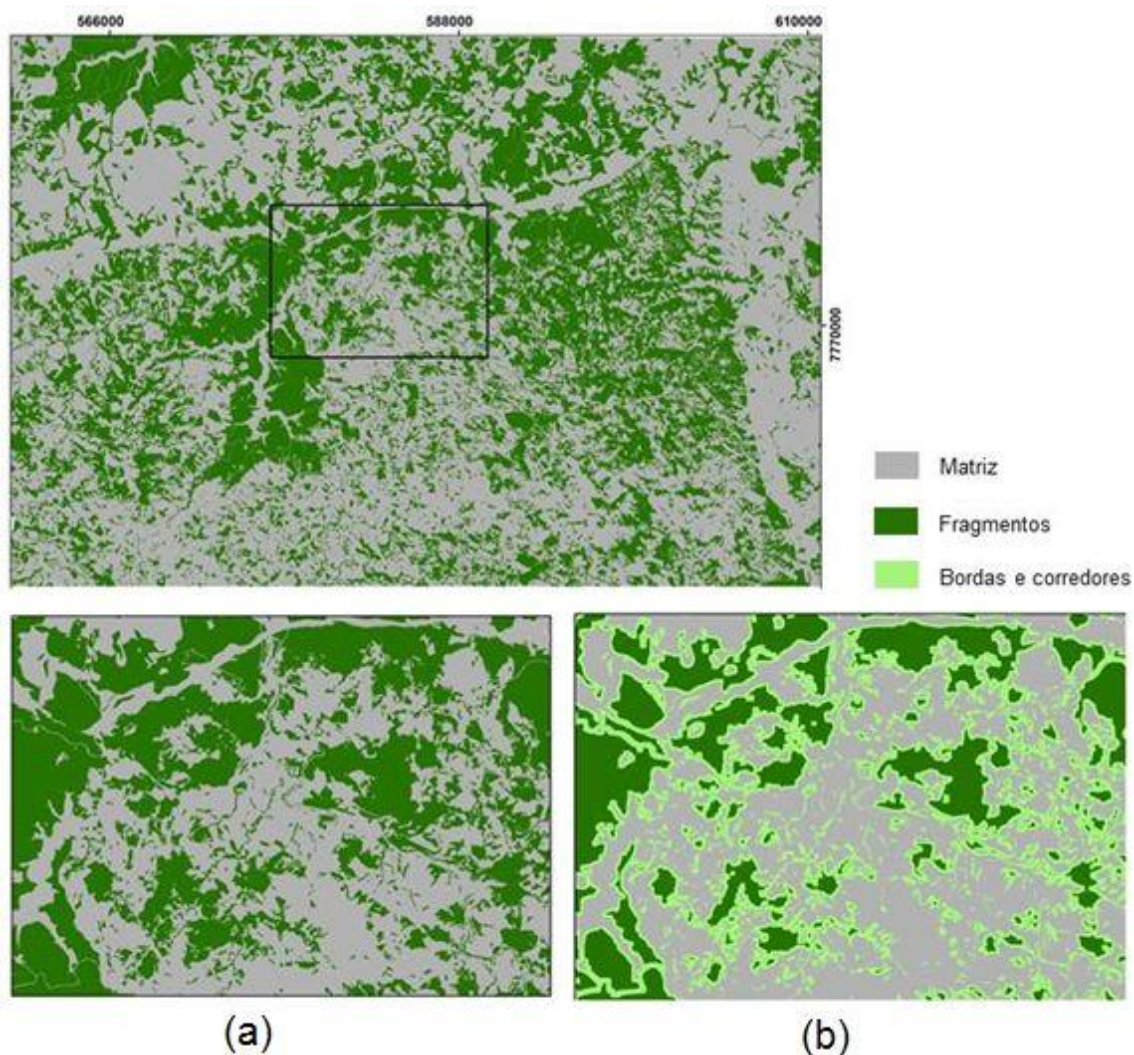 566000 588000 610000
7770000
Matriz
Fragmentos
Bordas e corredores
(a) (b)